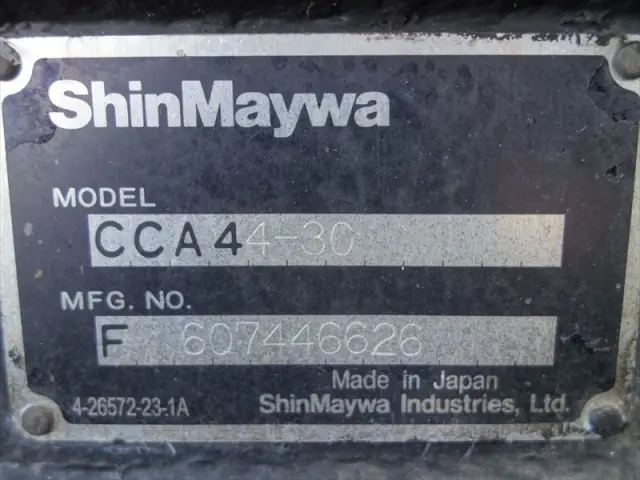 ShinMaywa
MODEL
CCA44-30
MFG. NO.
F 607446626
Made in Japan
4-26572-23-1A ShinMaywa Industries, Ltd.